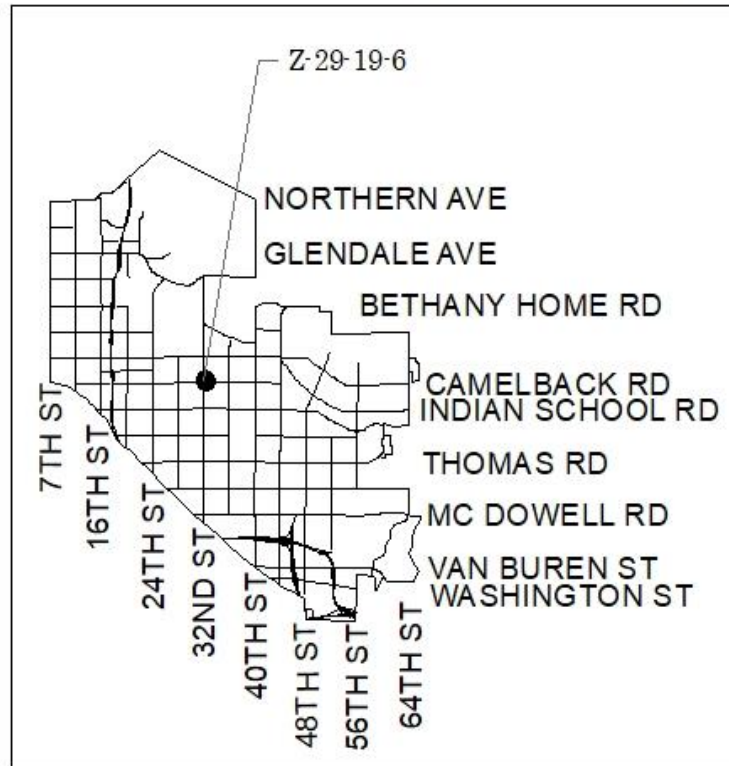 Z-29-19-6
NORTHERN AVE
GLENDALE AVE
BETHANY HOME RD
CAMELBACK RD
INDIAN SCHOOL RD
THOMAS RD
MC DOWELL RD
VAN BUREN ST
WASHINGTON ST
7TH ST
16TH ST
24TH ST
32ND ST
40TH ST
48TH ST
56TH ST
64TH ST